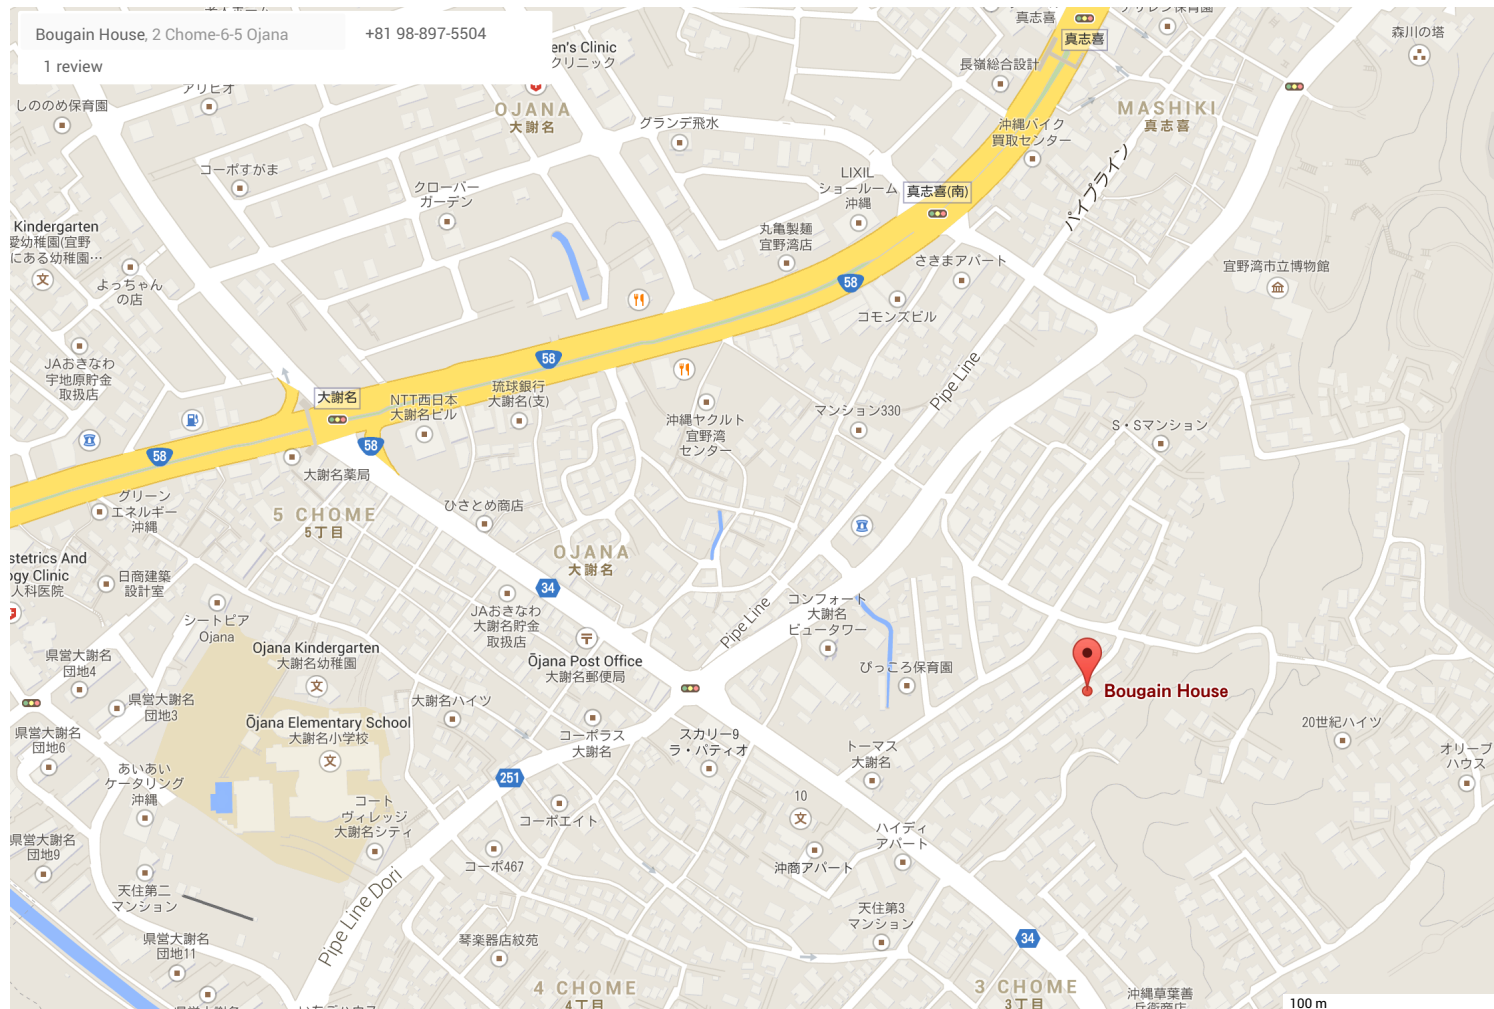 Bougain House, 2 Chome-6-5 Ojana
+81 98-897-5504
1 review
en's Clinic
クリニック
真志喜
真志喜
長嶺総合設計
森川の塔
アリビオ
しののめ保育園
OJANA
大謝名
グランデ飛水
沖縄バイク
買取センター
MASHIKI
真志喜
パイプライン
コーポすがま
クローバー
ガーデン
LIXIL
ショールーム
沖縄
真志喜(南)
丸亀製麺
宜野湾店
さきまアパート
宜野湾市立博物館
Kindergarten
愛幼稚園(宜野
にある幼稚園…
よっちゃん
の店
58
コモンズビル
JAおきなわ
宇地原貯金
取扱店
58
大謝名
NTT西日本
大謝名ビル
琉球銀行
大謝名(支)
沖縄ヤクルト
宜野湾
センター
マンション330
Pipe Line
S・Sマンション
58
58
大謝名薬局
グリーン
エネルギー
沖縄
5 CHOME
5丁目
ひさとめ商店
OJANA
大謝名
stetrics And
ogy Clinic
人科医院
日商建築
設計室
34
シートピア
Ojana
JAおきなわ
大謝名貯金
取扱店
Pipe Line
コンフォート
大謝名
ビュータワー
Ojana Kindergarten
大謝名幼稚園
Ōjana Post Office
大謝名郵便局
ぴっころ保育園
県営大謝名
団地4
Bougain House
県営大謝名
団地3
大謝名ハイツ
Ōjana Elementary School
大謝名小学校
県営大謝名
団地6
コーポラス
大謝名
スカリー9
ラ・パティオ
トーマス
大謝名
20世紀ハイツ
オリーブ
ハウス
あいあい
ケータリング
沖縄
251
コート
ヴィレッジ
大謝名シティ
コーポエイト
10
沖商アパート
ハイディ
アパート
県営大謝名
団地9
コーポ467
天住第二
マンション
Pipe Line Dori
天住第3
マンション
県営大謝名
団地11
琴楽器店紋苑
34
4 CHOME
4丁目
3 CHOME
3丁目
沖縄草葉善
100 m